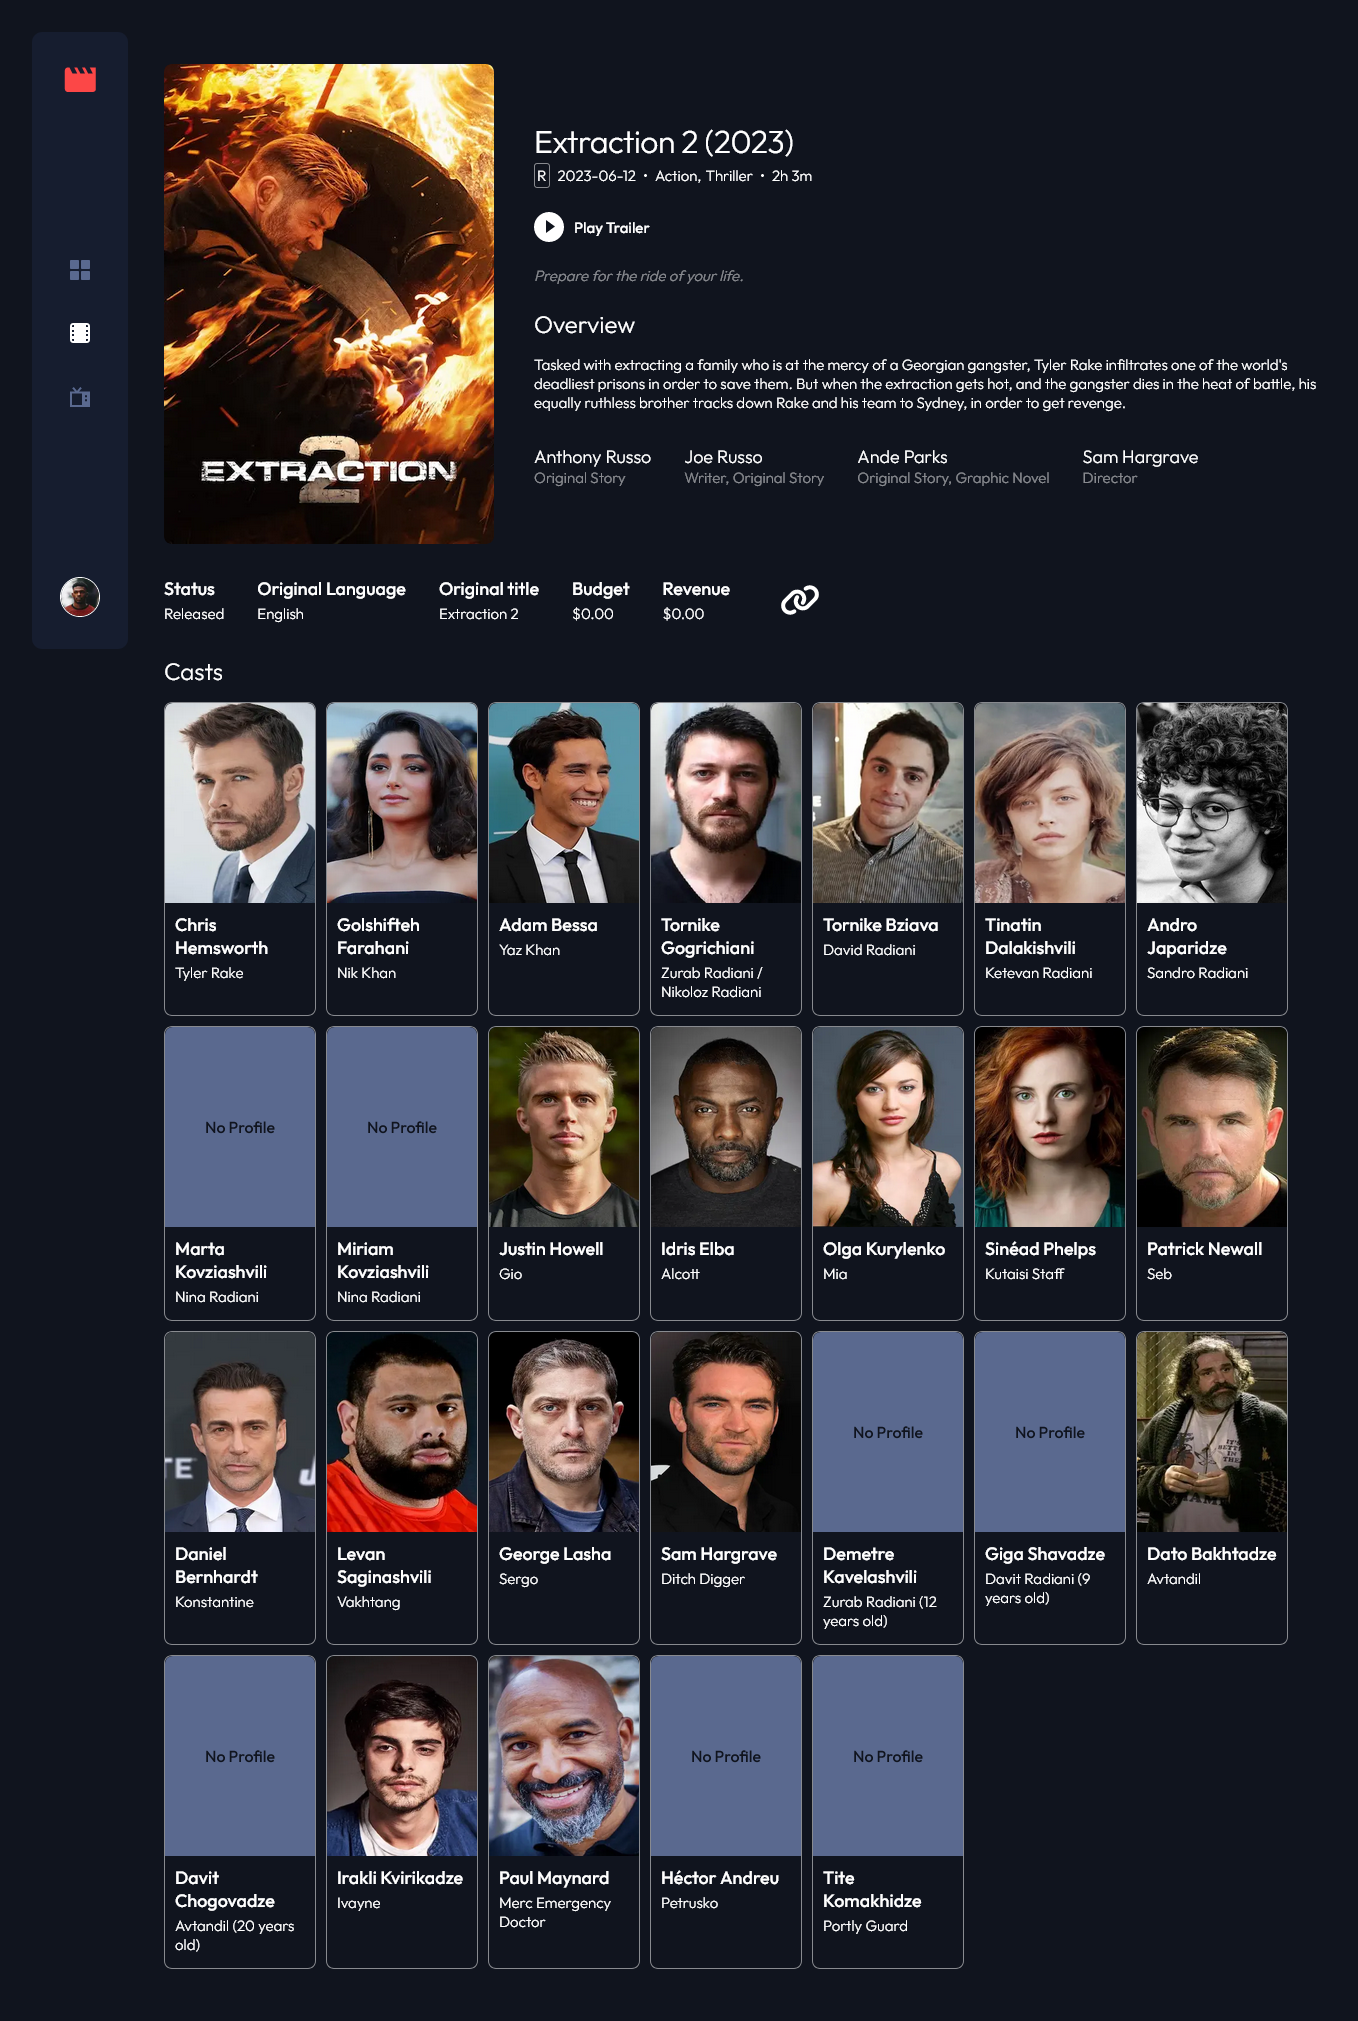 EXTRACTION
2
Extraction 2 (2023)
R 2023-06-12 • Action, Thriller • 2h 3m
Play Trailer
Prepare for the ride of your life.
Overview
Tasked with extracting a family who is at the mercy of a Georgian gangster, Tyler Rake infiltrates one of the world's
deadliest prisons in order to save them. But when the extraction gets hot, and the gangster dies in the heat of battle, his
equally ruthless brother tracks down Rake and his team to Sydney, in order to get revenge.
Anthony Russo Joe Russo Ande Parks Sam Hargrave
Original Story Writer, Original Story Original Story, Graphic Novel Director
Status Original Language Original title Budget Revenue
Released English Extraction 2 $0.00 $0.00
Casts
Chris
Hemsworth
Tyler Rake
Golshifteh
Farahani
Nik Khan
Adam Bessa
Yaz Khan
Tornike
Gogrichiani
Zurab Radiani /
Nikoloz Radiani
Tornike Bziava
David Radiani
Tinatin
Dalakishvili
Ketevan Radiani
Andro
Japaridze
Sandro Radiani
No Profile
Marta
Kovziashvili
Nina Radiani
No Profile
Miriam
Kovziashvili
Nina Radiani
Justin Howell
Gio
Idris Elba
Alcott
Olga Kurylenko
Mia
Sinéad Phelps
Kutaisi Staff
Patrick Newall
Seb
TE
Daniel
Bernhardt
Konstantine
Levan
Saginashvili
Vakhtang
George Lasha
Sergo
Sam Hargrave
Ditch Digger
No Profile
Demetre
Kavelashvili
Zurab Radiani (12
years old)
No Profile
Giga Shavadze
Davit Radiani (9
years old)
IT'S
BETTER
IN THE
Dato Bakhtadze
Avtandil
No Profile
Davit
Chogovadze
Avtandil (20 years
old)
Irakli Kvirikadze
Ivayne
Paul Maynard
Merc Emergency
Doctor
No Profile
Héctor Andreu
Petrusko
No Profile
Tite
Komakhidze
Portly Guard